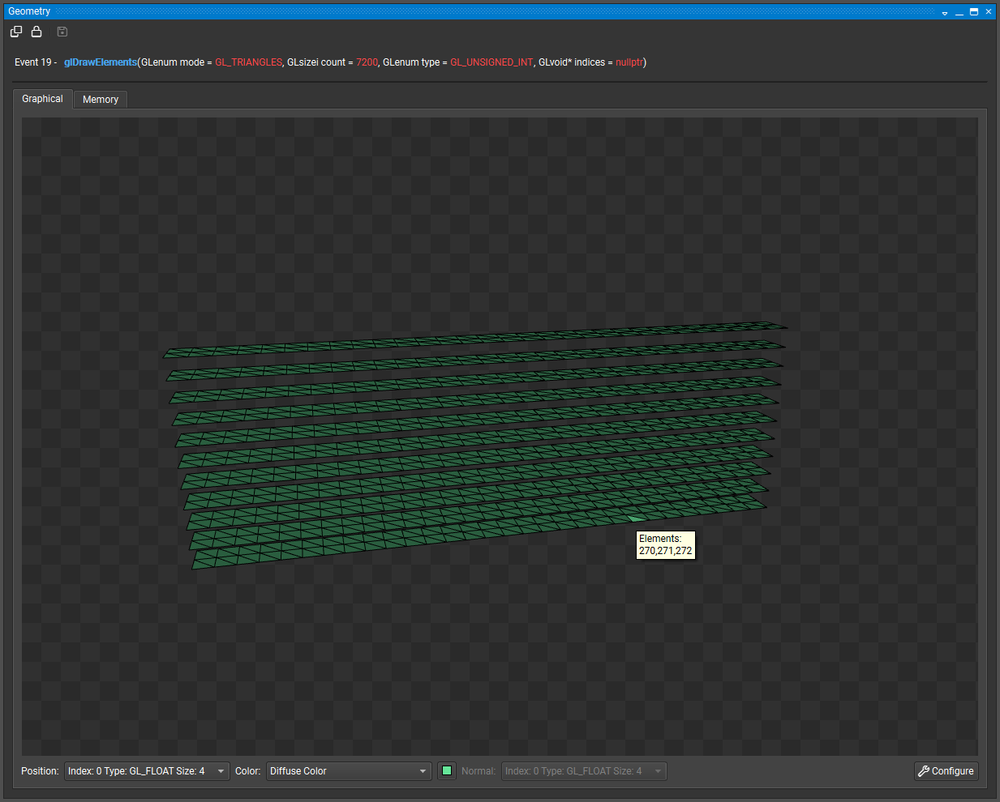 Geometry
Event 19 - glDrawElements(GLenum mode = GL_TRIANGLES, GLsizei count = 7200, GLenum type = GL_UNSIGNED_INT, GLvoid* indices = nullptr)
Graphical Memory
Elements:
270,271,272
Position: Index: 0 Type: GL_FLOAT Size: 4 Color: Diffuse Color Normal: Index: 0 Type: GL_FLOAT Size: 4 Configure